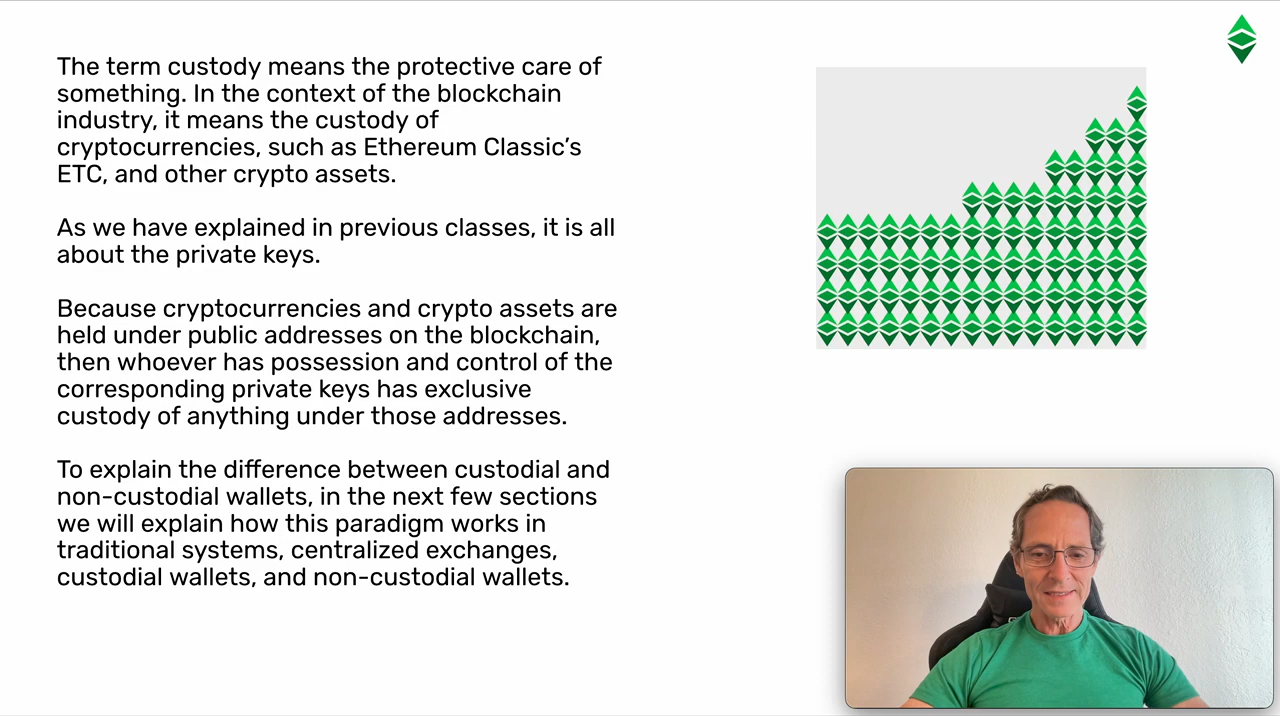 The term custody means the protective care of
something. In the context of the blockchain
industry, it means the custody of
cryptocurrencies, such as Ethereum Classic’s
ETC, and other crypto assets.
As we have explained in previous classes, it is all
about the private keys.
Because cryptocurrencies and crypto assets are
held under public addresses on the blockchain,
then whoever has possession and control of the
corresponding private keys has exclusive
custody of anything under those addresses.
To explain the difference between custodial and
non-custodial wallets, in the next few sections
we will explain how this paradigm works in
traditional systems, centralized exchanges,
custodial wallets, and non-custodial wallets.